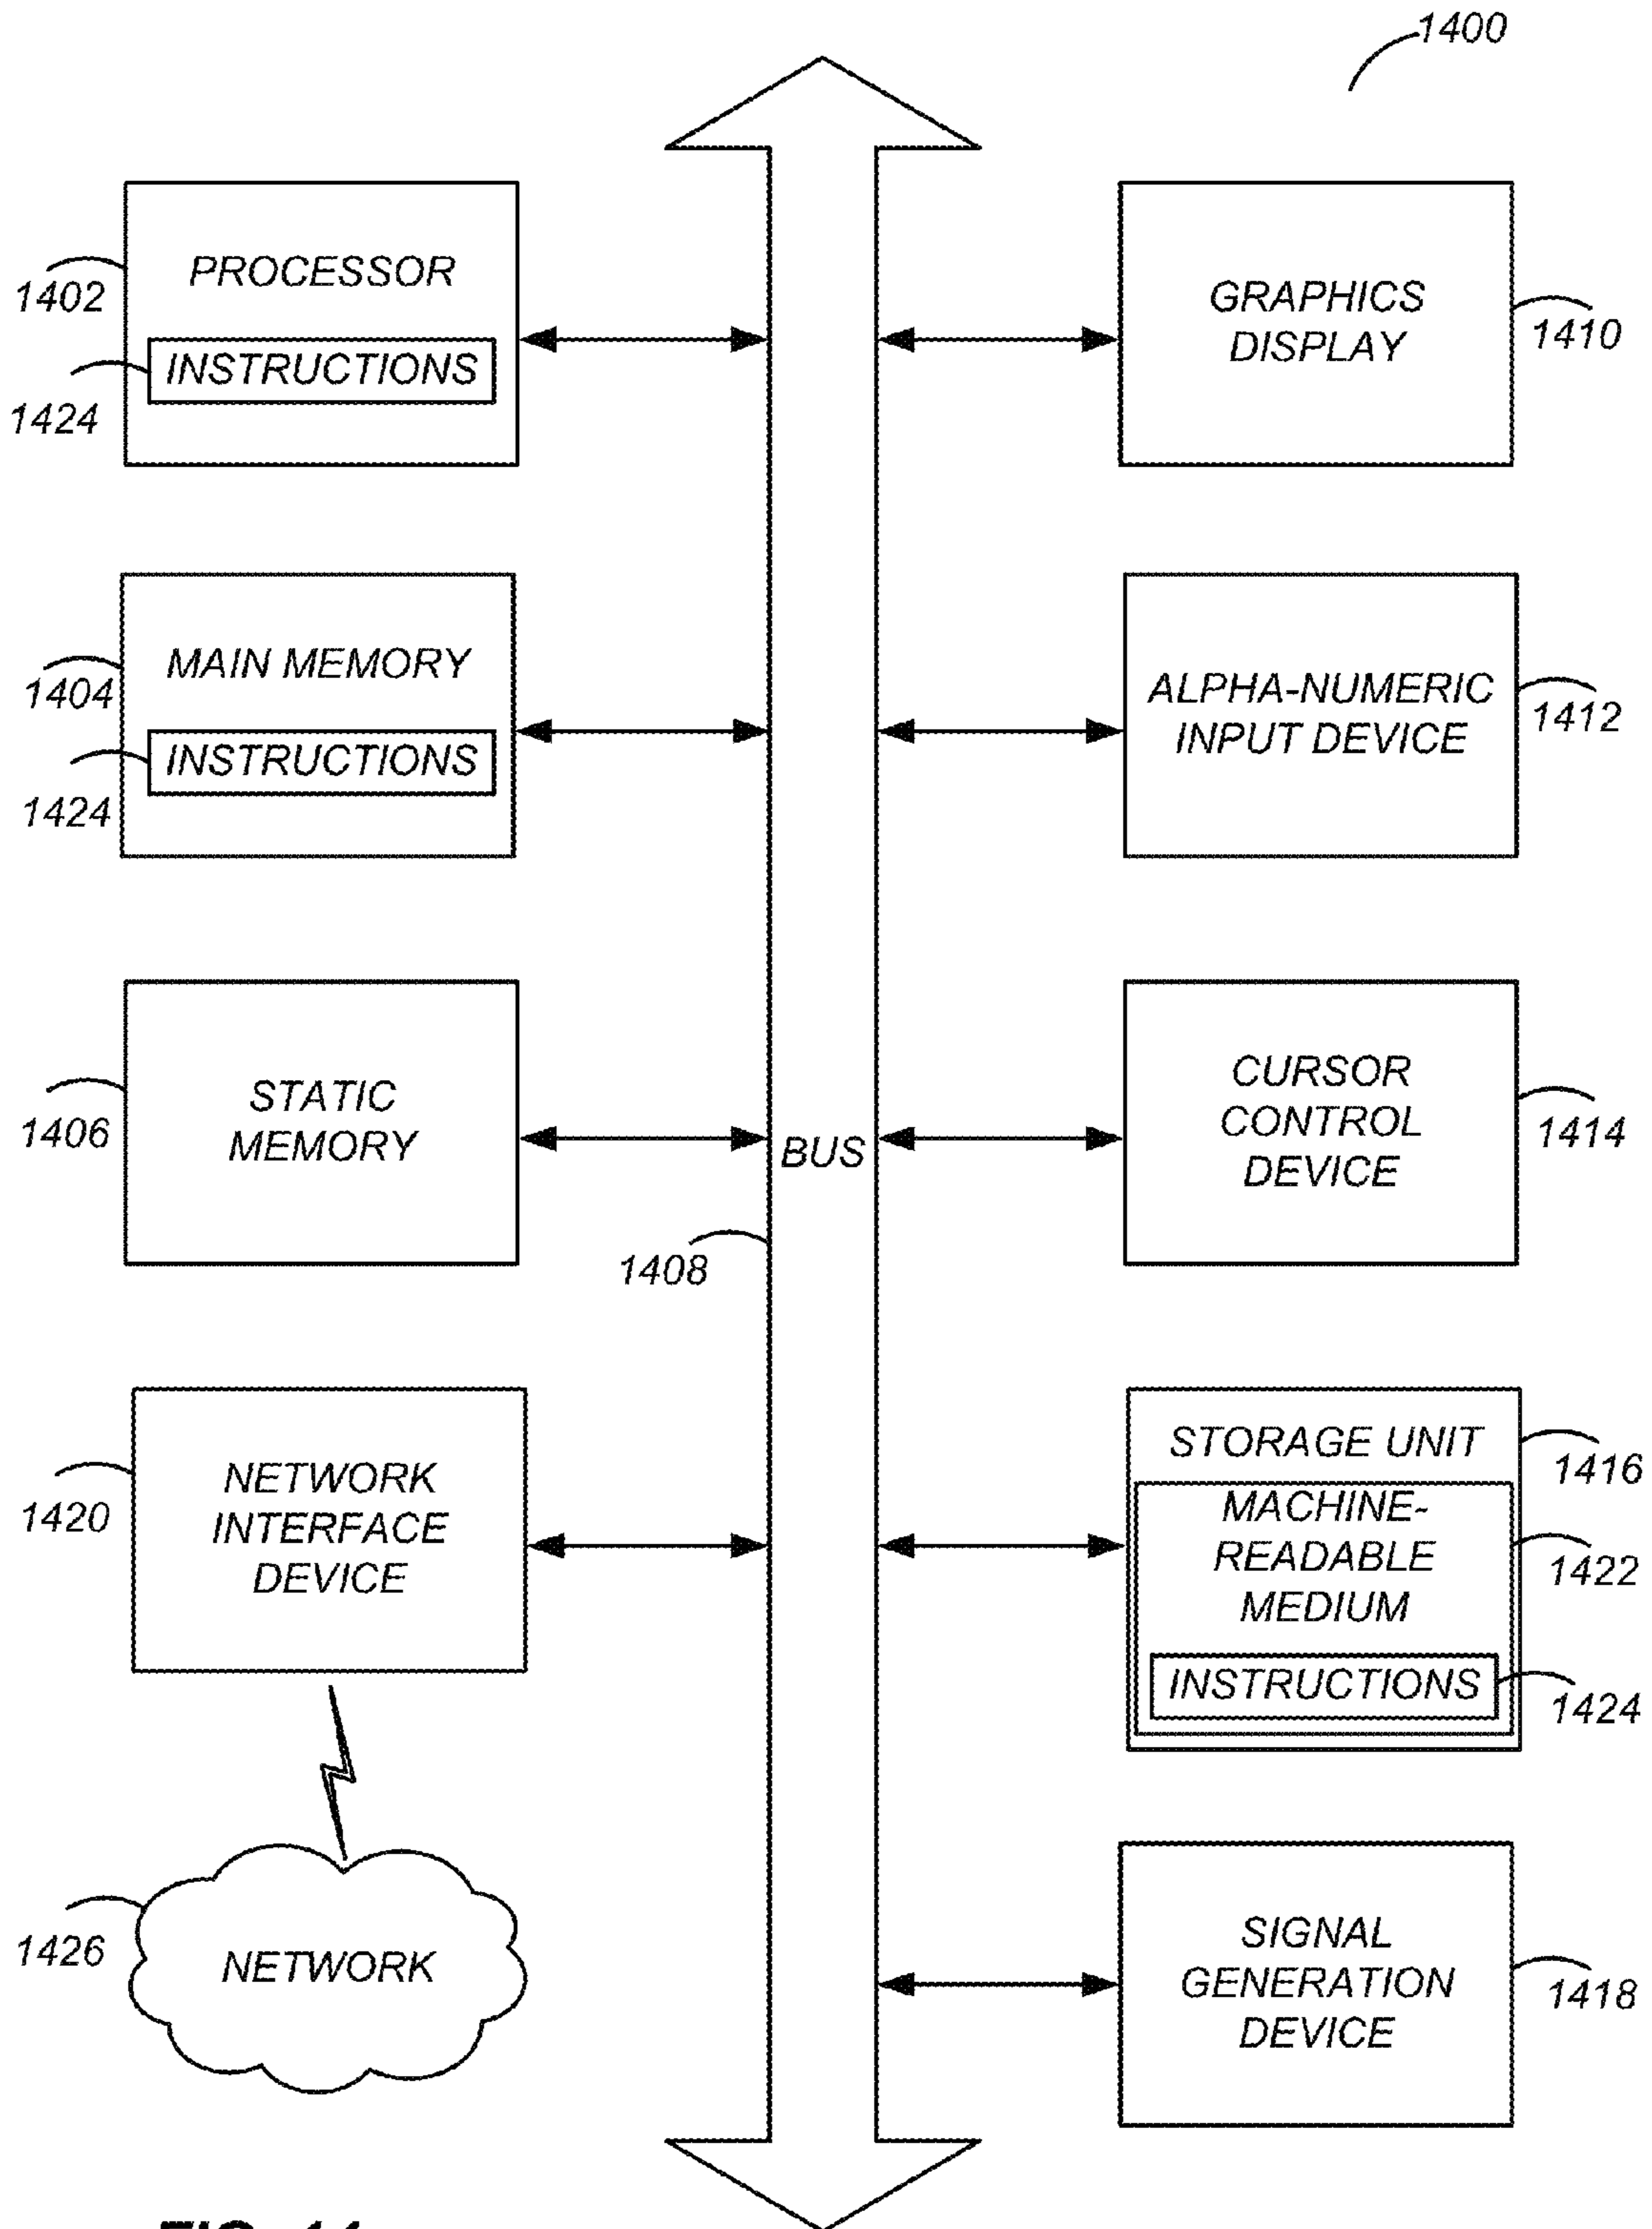 1400
PROCESSOR
1402
INSTRUCTIONS
1424
GRAPHICS
DISPLAY
1410
MAIN MEMORY
1404
INSTRUCTIONS
1424
ALPHA-NUMERIC
INPUT DEVICE
1412
STATIC
MEMORY
1406
BUS
1408
CURSOR
CONTROL
DEVICE
1414
NETWORK
INTERFACE
DEVICE
1420
STORAGE UNIT
1416
MACHINE-
READABLE
MEDIUM
1422
INSTRUCTIONS
1424
NETWORK
1426
SIGNAL
GENERATION
DEVICE
1418